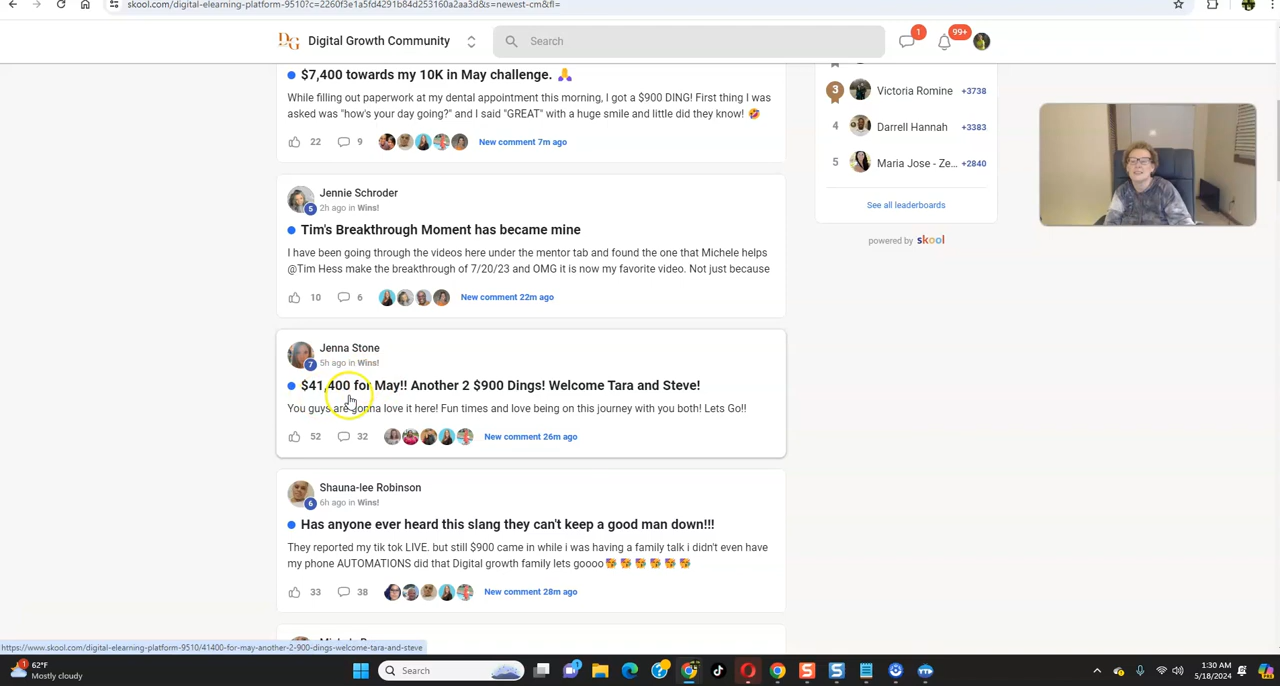 skool.com/digital-elearning-platform-9510?c=2260f3e1a5fd4291b84d253160a2aa3d&s=newest-cm&fl=
DG Digital Growth Community
Search
1
99+
$7,400 towards my 10K in May challenge. 🙏
While filling out paperwork at my dental appointment this morning, I got a $900 DING! First thing I was
asked was "how's your day going?" and I said "GREAT" with a huge smile and little did they know! 🤣
22 9 New comment 7m ago
3 Victoria Romine +3738
4 Darrell Hannah +3383
5 Maria Jose - Ze... +2840
See all leaderboards
powered by skool
Jennie Schroder
5 2h ago in Wins!
Tim's Breakthrough Moment has became mine
I have been going through the videos here under the mentor tab and found the one that Michele helps
@Tim Hess make the breakthrough of 7/20/23 and OMG it is now my favorite video. Not just because
10 6 New comment 22m ago
Jenna Stone
7 5h ago in Wins!
$41,400 for May!! Another 2 $900 Dings! Welcome Tara and Steve!
You guys are gonna love it here! Fun times and love being on this journey with you both! Lets Go!!
52 32 New comment 26m ago
Shauna-lee Robinson
6 6h ago in Wins!
Has anyone ever heard this slang they can't keep a good man down!!!
They reported my tik tok LIVE. but still $900 came in while i was having a family talk i didn't even have
my phone AUTOMATIONS did that Digital growth family lets goooo🥳🥳🥳🥳🥳🥳
33 38 New comment 28m ago
https://www.skool.com/digital-elearning-platform-9510/41400-for-may-another-2-900-dings-welcome-tara-and-steve
1 62°F
Mostly cloudy
Search
1:30 AM
5/18/2024